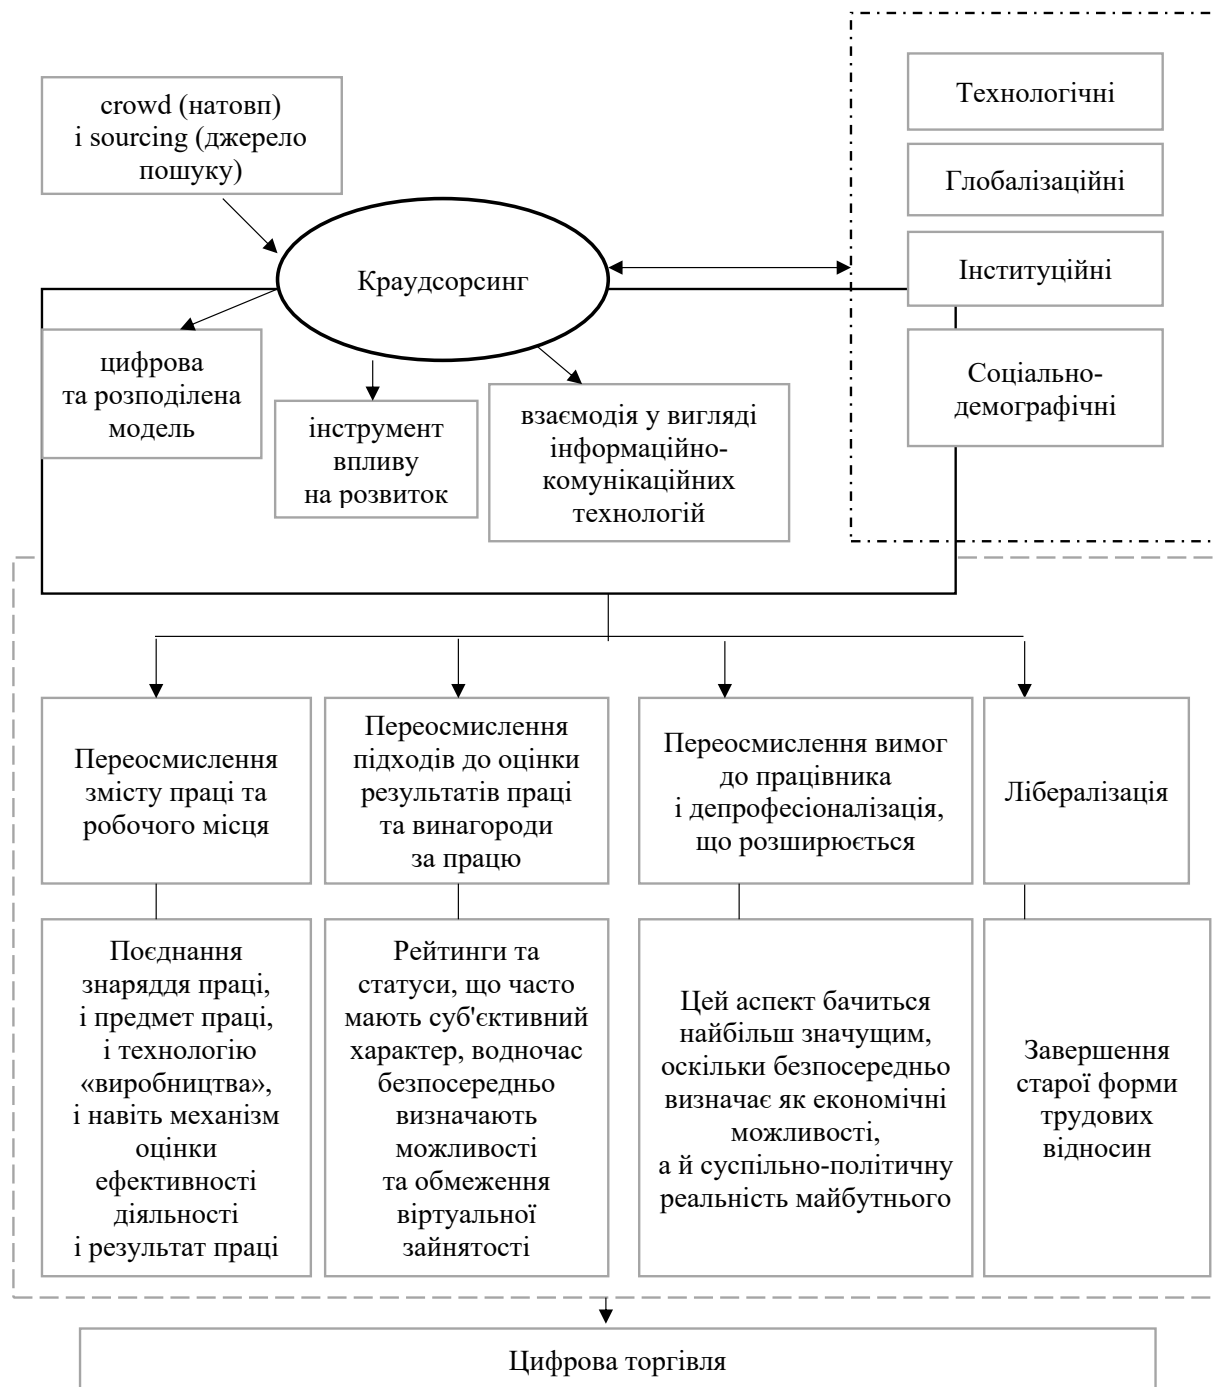 crowd (натовп)
і sourcing (джерело
пошуку)
Технологічні
Глобалізаційні
Інституційні
Соціально-
демографічні
Краудсорсинг
цифрова
та розподілена
модель
інструмент
впливу
на розвиток
взаємодія у вигляді
інформаційно-
комунікаційних
технологій
Переосмислення
змісту праці та
робочого місця
Переосмислення
підходів до оцінки
результатів праці
та винагороди
за працю
Переосмислення вимог
до працівника
і депрофесіоналізація,
що розширюється
Лібералізація
Поєднання
знаряддя праці,
і предмет праці,
і технологію
«виробництва»,
і навіть механізм
оцінки
ефективності
діяльності
і результат праці
Рейтинги та
статуси, що часто
мають суб'єктивний
характер, водночас
безпосередньо
визначають
можливості
та обмеження
віртуальної
зайнятості
Цей аспект бачиться
найбільш значущим,
оскільки безпосередньо
визначає як економічні
можливості,
а й суспільно-політичну
реальність майбутнього
Завершення
старої форми
трудових
відносин
Цифрова торгівля